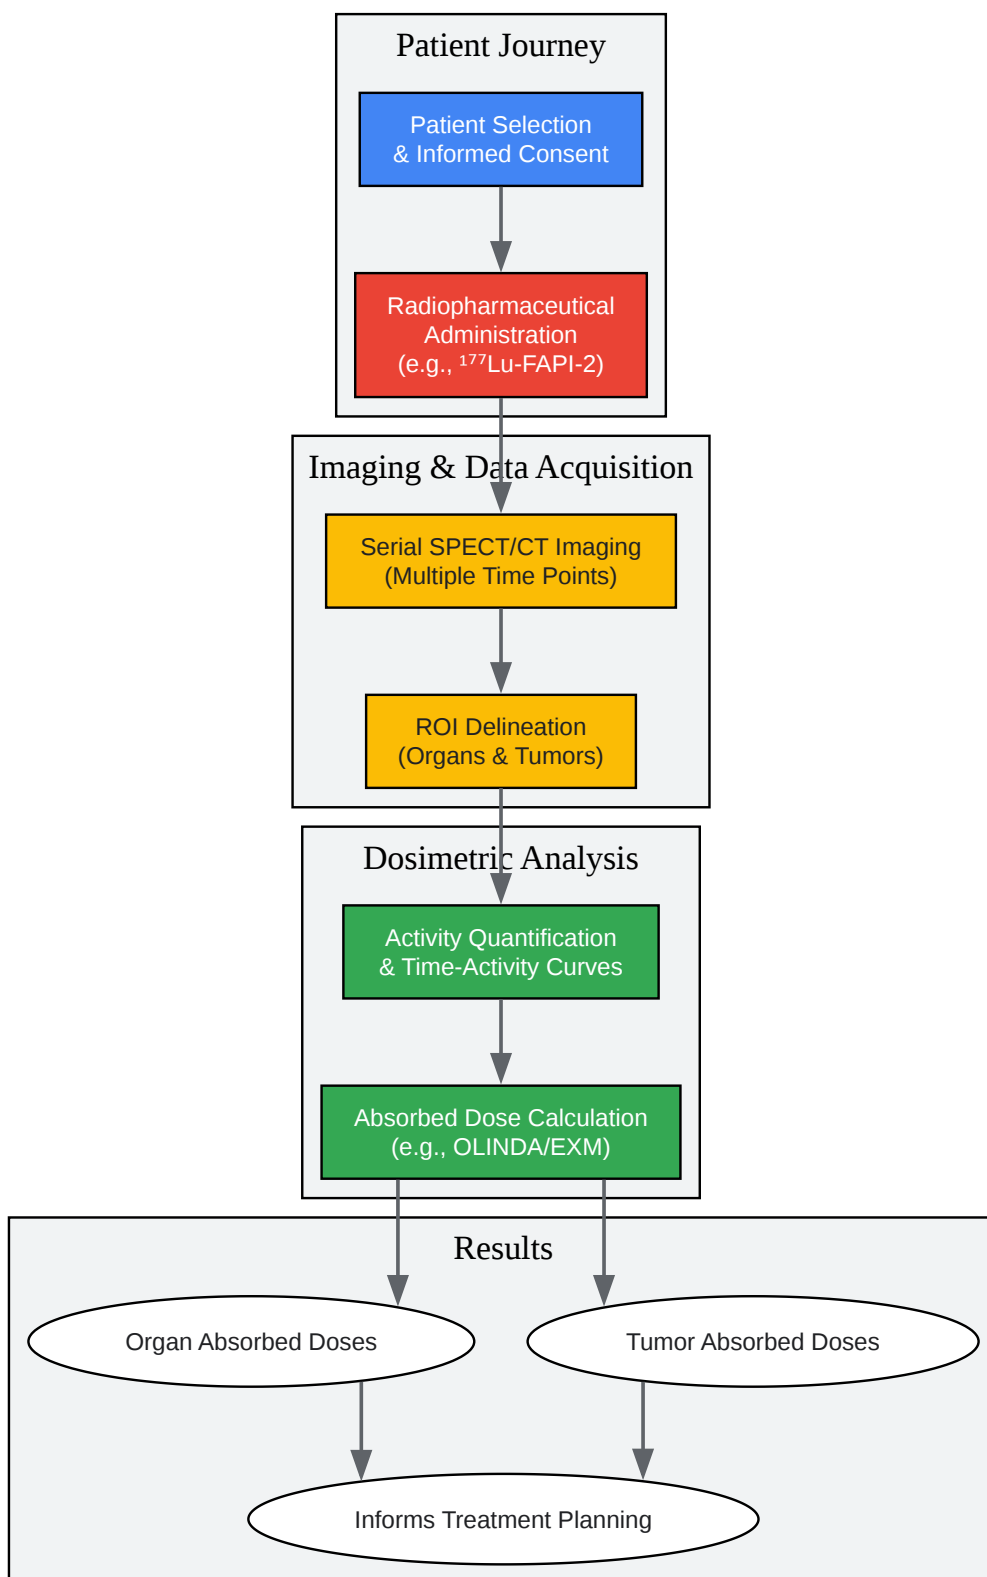 Patient Journey
Patient Selection
& Informed Consent
Radiopharmaceutical
Administration
(e.g., ¹⁷⁷Lu-FAPI-2)
Imaging & Data Acquisition
Serial SPECT/CT Imaging
(Multiple Time Points)
ROI Delineation
(Organs & Tumors)
Dosimetric Analysis
Activity Quantification
& Time-Activity Curves
Absorbed Dose Calculation
(e.g., OLINDA/EXM)
Results
Organ Absorbed Doses
Tumor Absorbed Doses
Informs Treatment Planning